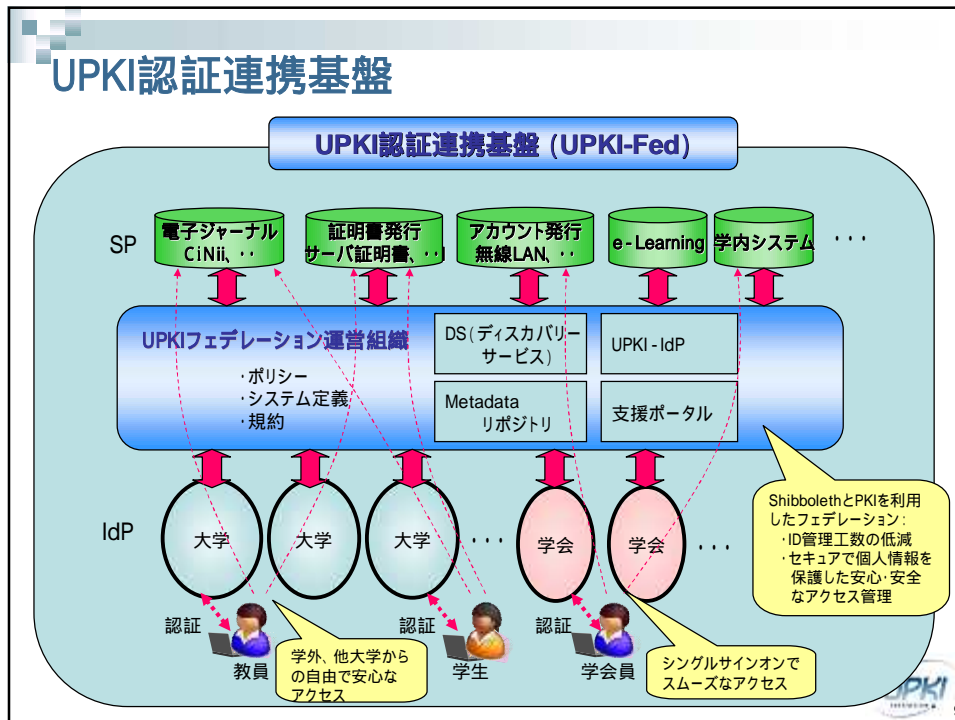 UPKI認証連携基盤
UPKI認証連携基盤 (UPKI-Fed)
SP
電子ジャーナル
CiNii、・・
証明書発行
サーバ証明書、・・
アカウント発行
無線LAN、・・
e-Learning
学内システム
・・・
UPKIフェデレーション運営組織
・ポリシー
・システム定義
・規約
DS(ディスカバリー
サービス)
UPKI-IdP
Metadata
リポジトリ
支援ポータル
IdP
大学
大学
大学
・・・
学会
学会
・・・
ShibbolethとPKIを利用
したフェデレーション:
・ID管理工数の低減
・セキュアで個人情報を
保護した安心・安全
なアクセス管理
認証
教員
学外、他大学から
の自由で安心な
アクセス
認証
学生
認証
学会員
シングルサインオンで
スムーズなアクセス
UPKI